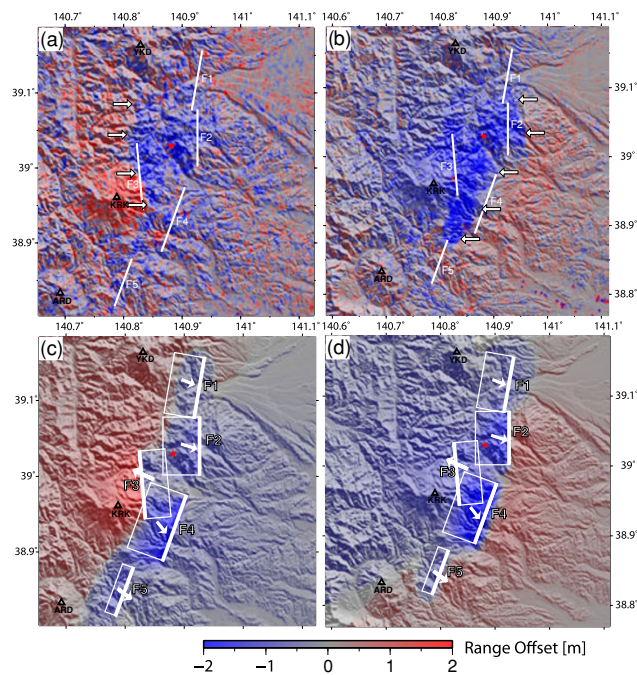 140.7˚ 140.8˚ 140.9˚ 141˚ 141.1˚ 140.6˚ 140.7˚ 140.8˚ 140.9˚ 141˚ 141.1˚
(a) YKD F1 F2 F3 KRK F4 F5 ARD
(b) YKD F1 F2 F3 KRK F4 F5 ARD
39.1˚ 39.1˚
39˚ 39˚
38.9˚ 38.9˚
38.8˚
140.7˚ 140.8˚ 140.9˚ 141˚ 141.1˚ 140.6˚ 140.7˚ 140.8˚ 140.9˚ 141˚ 141.1˚
(c) YKD F1 F2 F3 KRK F4 F5 ARD
(d) YKD F1 F2 F3 KRK F4 F5 ARD
39.1˚ 39.1˚
39˚ 39˚
38.9˚ 38.9˚
38.8˚
−2 −1 0 1 2
Range Offset [m]